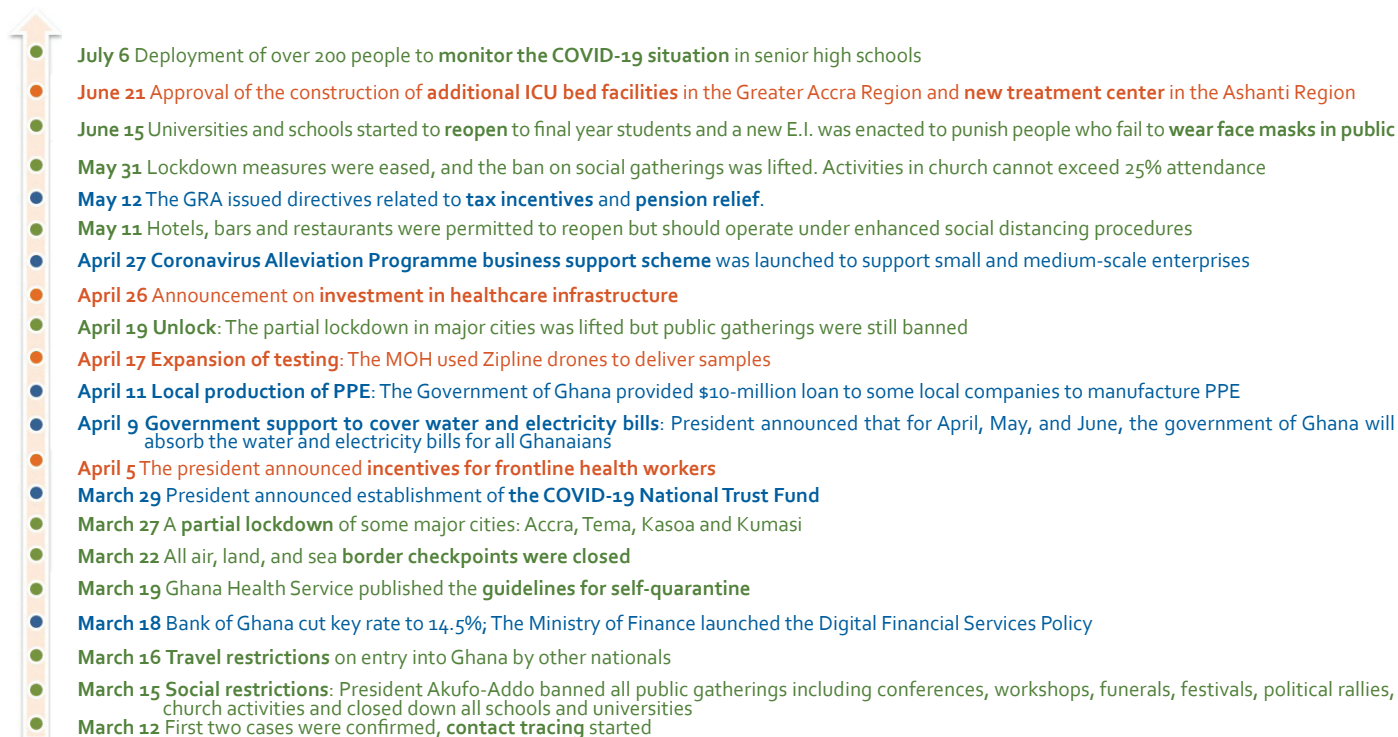 July 6 Deployment of over 200 people to monitor the COVID-19 situation in senior high schools
June 21 Approval of the construction of additional ICU bed facilities in the Greater Accra Region and new treatment center in the Ashanti Region
June 15 Universities and schools started to reopen to final year students and a new E.I. was enacted to punish people who fail to wear face masks in public
May 31 Lockdown measures were eased, and the ban on social gatherings was lifted. Activities in church cannot exceed 25% attendance
May 12 The GRA issued directives related to tax incentives and pension relief.
May 11 Hotels, bars and restaurants were permitted to reopen but should operate under enhanced social distancing procedures
April 27 Coronavirus Alleviation Programme business support scheme was launched to support small and medium-scale enterprises
April 26 Announcement on investment in healthcare infrastructure
April 19 Unlock: The partial lockdown in major cities was lifted but public gatherings were still banned
April 17 Expansion of testing: The MOH used Zipline drones to deliver samples
April 11 Local production of PPE: The Government of Ghana provided $10-million loan to some local companies to manufacture PPE
April 9 Government support to cover water and electricity bills: President announced that for April, May, and June, the government of Ghana will
absorb the water and electricity bills for all Ghanaians
April 5 The president announced incentives for frontline health workers
March 29 President announced establishment of the COVID-19 National Trust Fund
March 27 A partial lockdown of some major cities: Accra, Tema, Kasoa and Kumasi
March 22 All air, land, and sea border checkpoints were closed
March 19 Ghana Health Service published the guidelines for self-quarantine
March 18 Bank of Ghana cut key rate to 14.5%; The Ministry of Finance launched the Digital Financial Services Policy
March 16 Travel restrictions on entry into Ghana by other nationals
March 15 Social restrictions: President Akufo-Addo banned all public gatherings including conferences, workshops, funerals, festivals, political rallies,
church activities and closed down all schools and universities
March 12 First two cases were confirmed, contact tracing started